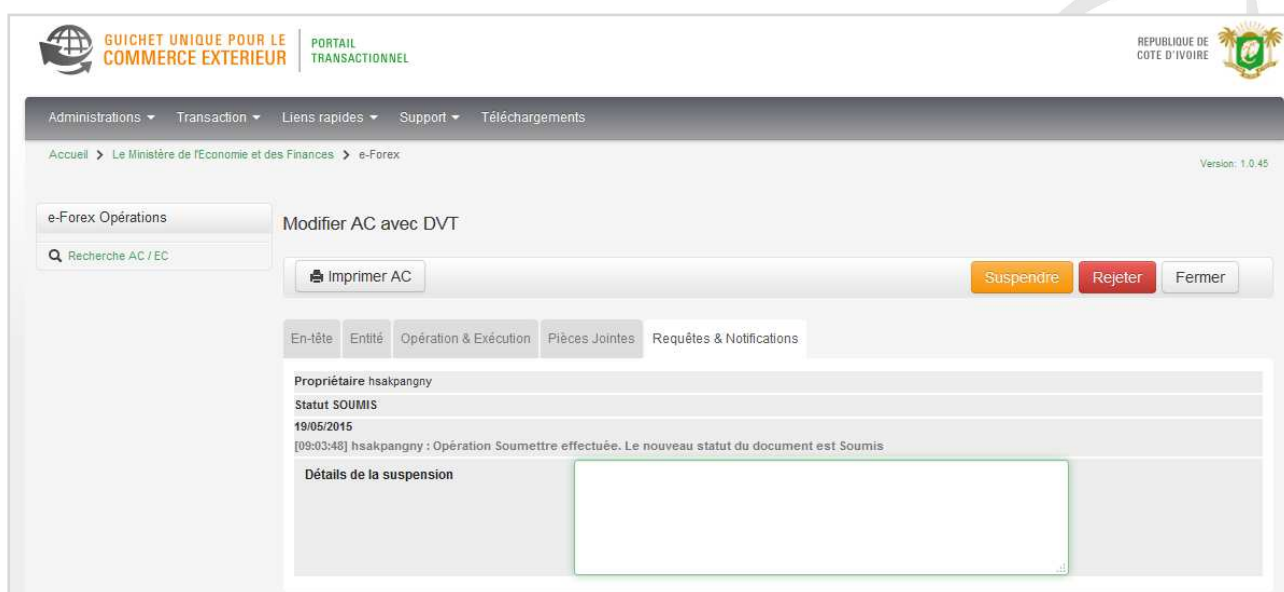 GUICHET UNIQUE POUR LE
COMMERCE EXTERIEUR
PORTAIL
TRANSACTIONNEL
REPUBLIQUE DE
COTE D'IVOIRE
Administrations Transaction Liens rapides Support Téléchargements
Accueil > Le Ministère de l'Economie et des Finances > e-Forex
Version: 1.0.45
e-Forex Opérations
Recherche AC / EC
Modifier AC avec DVT
Imprimer AC Suspendre Rejeter Fermer
En-tête Entité Opération & Exécution Pièces Jointes Requêtes & Notifications
Propriétaire hsakpangny
Statut SOUMIS
19/05/2015
[09:03:48] hsakpangny : Opération Soumettre effectuée. Le nouveau statut du document est Soumis
Détails de la suspension